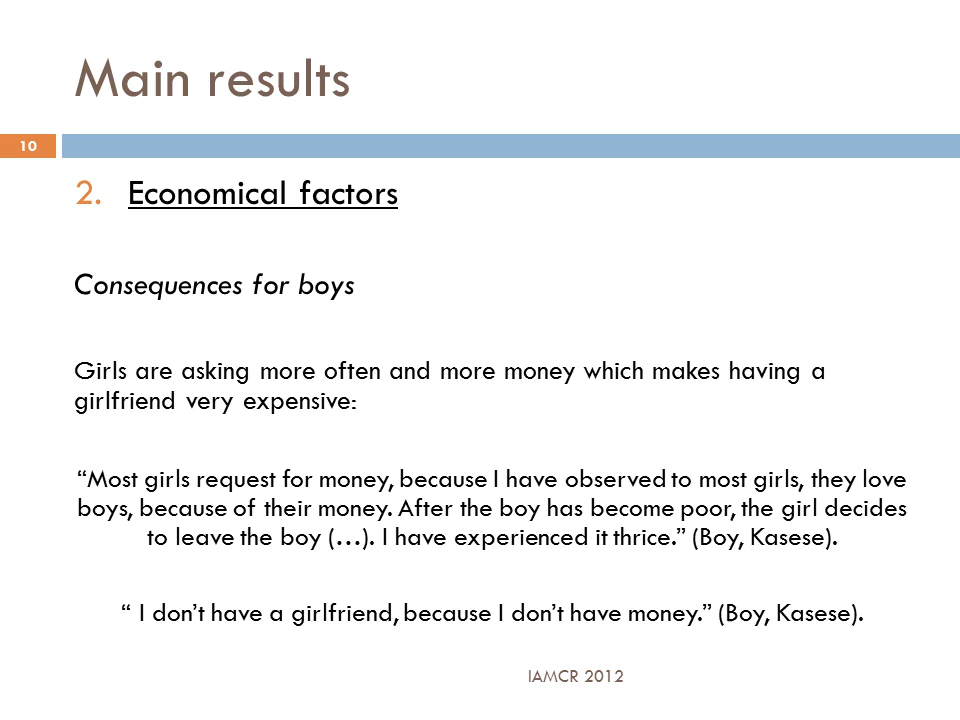 Main results
10
2. Economical factors
Consequences for boys
Girls are asking more often and more money which makes having a
girlfriend very expensive:
“Most girls request for money, because I have observed to most girls, they love
boys, because of their money. After the boy has become poor, the girl decides
to leave the boy (…). I have experienced it thrice.” (Boy, Kasese).
“ I don’t have a girlfriend, because I don’t have money.” (Boy, Kasese).
IAMCR 2012